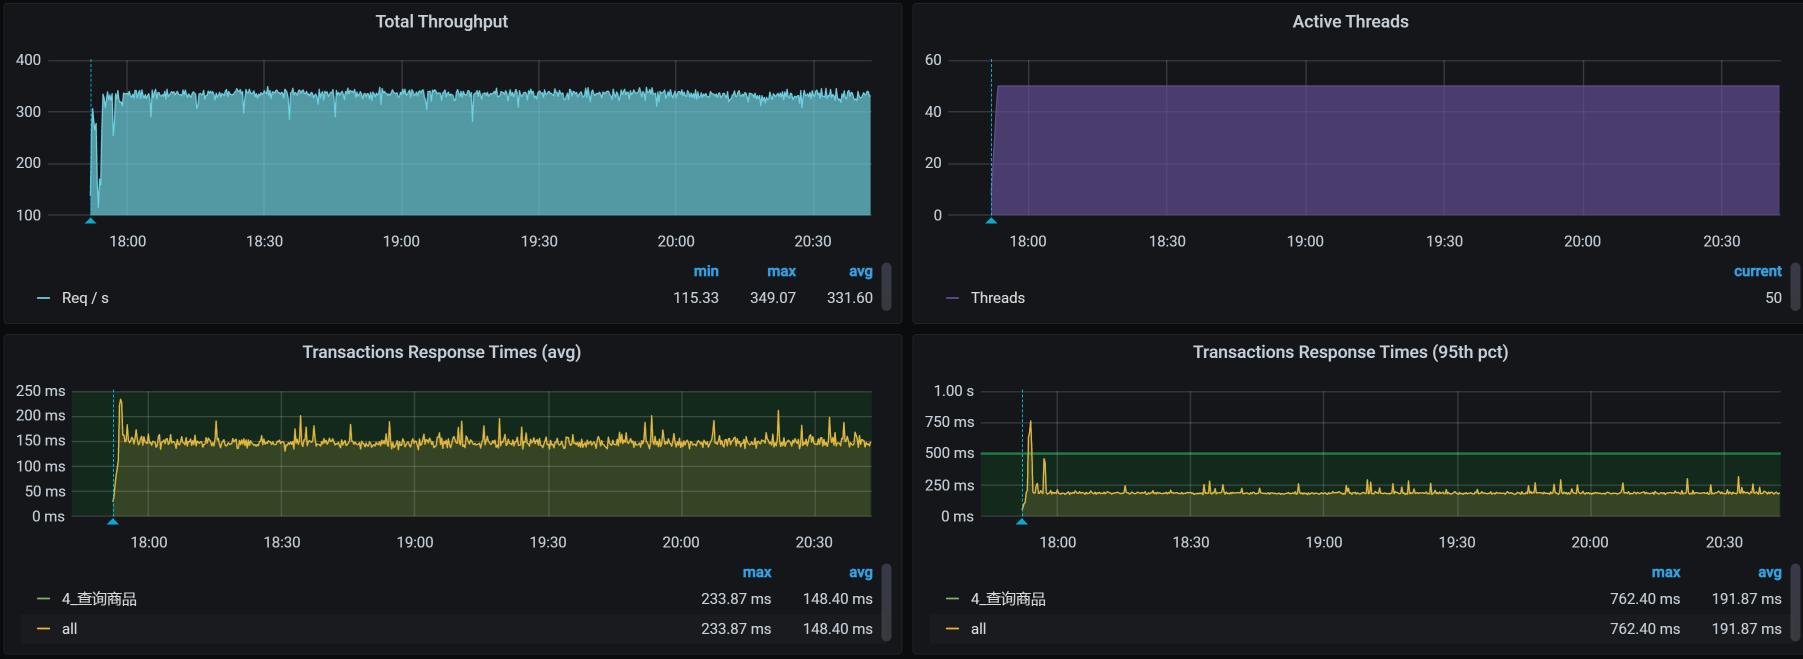 Total Throughput
400
300
200
100
18:00 18:30 19:00 19:30 20:00 20:30
min max avg
Req / s 115.33 349.07 331.60
Active Threads
60
40
20
0
18:00 18:30 19:00 19:30 20:00 20:30
current
Threads 50
Transactions Response Times (avg)
250 ms
200 ms
150 ms
100 ms
50 ms
0 ms
18:00 18:30 19:00 19:30 20:00 20:30
max avg
4_查询商品 233.87 ms 148.40 ms
all 233.87 ms 148.40 ms
Transactions Response Times (95th pct)
1.00 s
750 ms
500 ms
250 ms
0 ms
18:00 18:30 19:00 19:30 20:00 20:30
max avg
4_查询商品 762.40 ms 191.87 ms
all 762.40 ms 191.87 ms